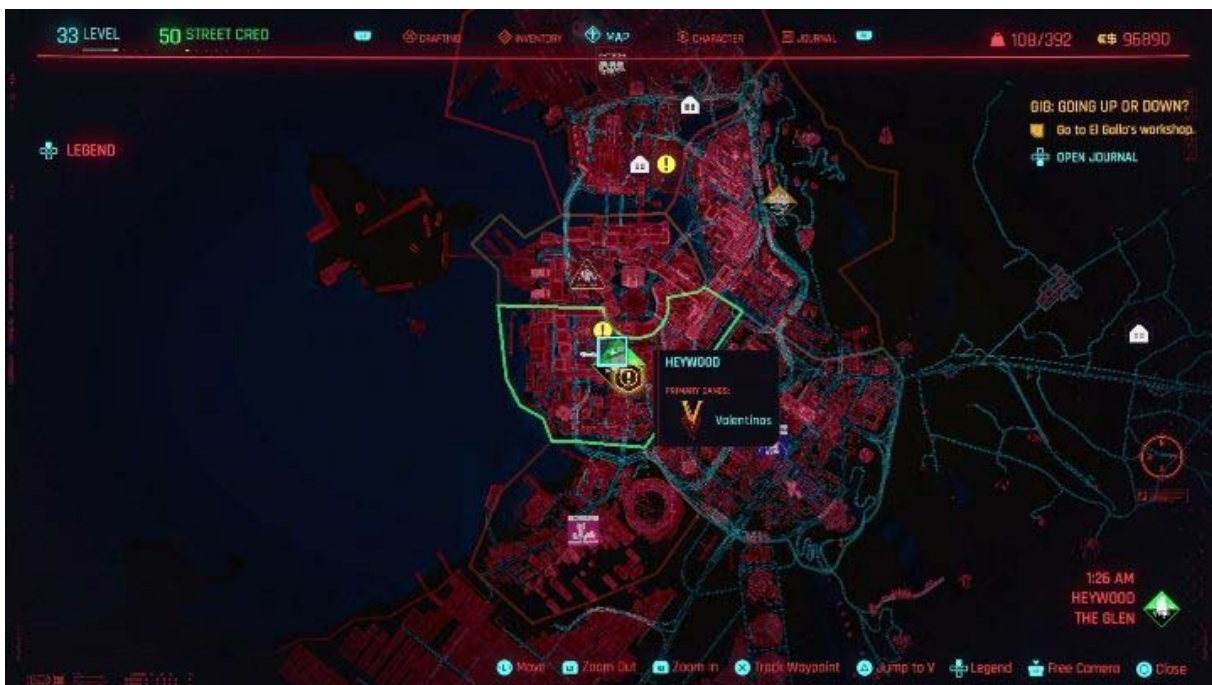 33 LEVEL
50 STREET CRED
CRAFTING
INVENTORY
MAP
CHARACTER
JOURNAL
108/392
€$ 96890
GIG: GOING UP OR DOWN?
Go to El Gallo's workshop.
OPEN JOURNAL
LEGEND
HEYWOOD
PRIMARY GANGS:
Valentinos
1:26 AM
HEYWOOD
THE GLEN
Move
Zoom Out
Zoom In
Track Waypoint
Jump to V
Legend
Free Camera
Close